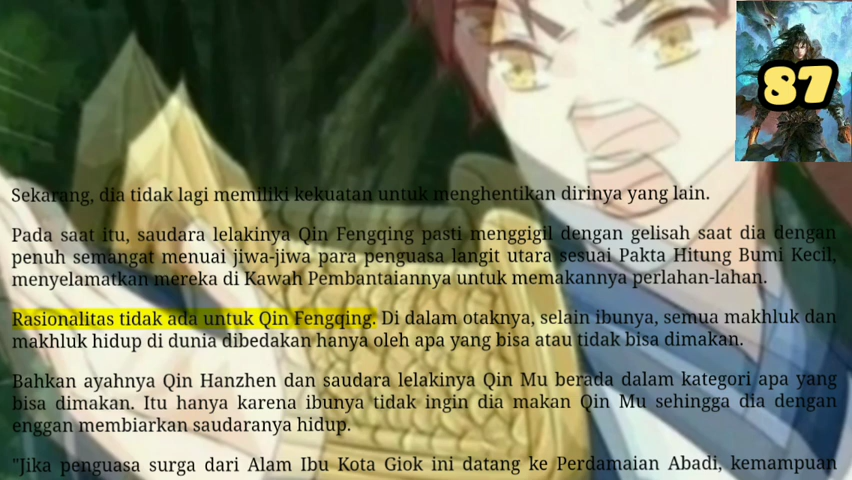 87
Sekarang, dia tidak lagi memiliki kekuatan untuk menghentikan dirinya yang lain.
Pada saat itu, saudara lelakinya Qin Fengqing pasti menggigil dengan gelisah saat dia dengan
penuh semangat menuai jiwa-jiwa para penguasa langit utara sesuai Pakta Hitung Bumi Kecil,
menyelamatkan mereka di Kawah Pembantaiannya untuk memakannya perlahan-lahan.
Rasionalitas tidak ada untuk Qin Fengqing. Di dalam otaknya, selain ibunya, semua makhluk dan
makhluk hidup di dunia dibedakan hanya oleh apa yang bisa atau tidak bisa dimakan.
Bahkan ayahnya Qin Hanzhen dan saudara lelakinya Qin Mu berada dalam kategori apa yang
bisa dimakan. Itu hanya karena ibunya tidak ingin dia makan Qin Mu sehingga dia dengan
enggan membiarkan saudaranya hidup.
"Jika penguasa surga dari Alam Ibu Kota Giok ini datang ke Perdamaian Abadi, kemampuan